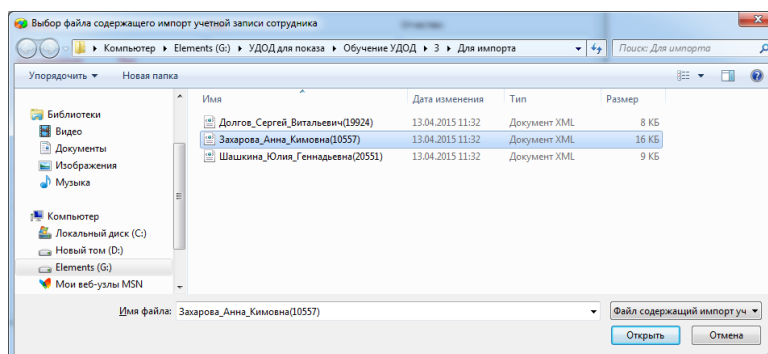 Выбор файла содержащего импорт учетной записи сотрудника
Компьютер ▸ Elements (G:) ▸ УДОД для показа ▸ Обучение УДОД ▸ 3 ▸ Для импорта
Поиск: Для импорта
Упорядочить Новая папка
Имя Дата изменения Тип Размер
Библиотеки
Видео
Документы
Изображения
Музыка
Компьютер
Локальный диск (C:)
Новый том (D:)
Elements (G:)
Мои веб-узлы MSN
Долгов_Сергей_Витальевич(19924) 13.04.2015 11:32 Документ XML 8 КБ
Захарова_Анна_Кимовна(10557) 13.04.2015 11:32 Документ XML 16 КБ
Шашкина_Юлия_Геннадьевна(20551) 13.04.2015 11:32 Документ XML 9 КБ
Имя файла: Захарова_Анна_Кимовна(10557) Файл содержащий импорт уч
Открыть Отмена